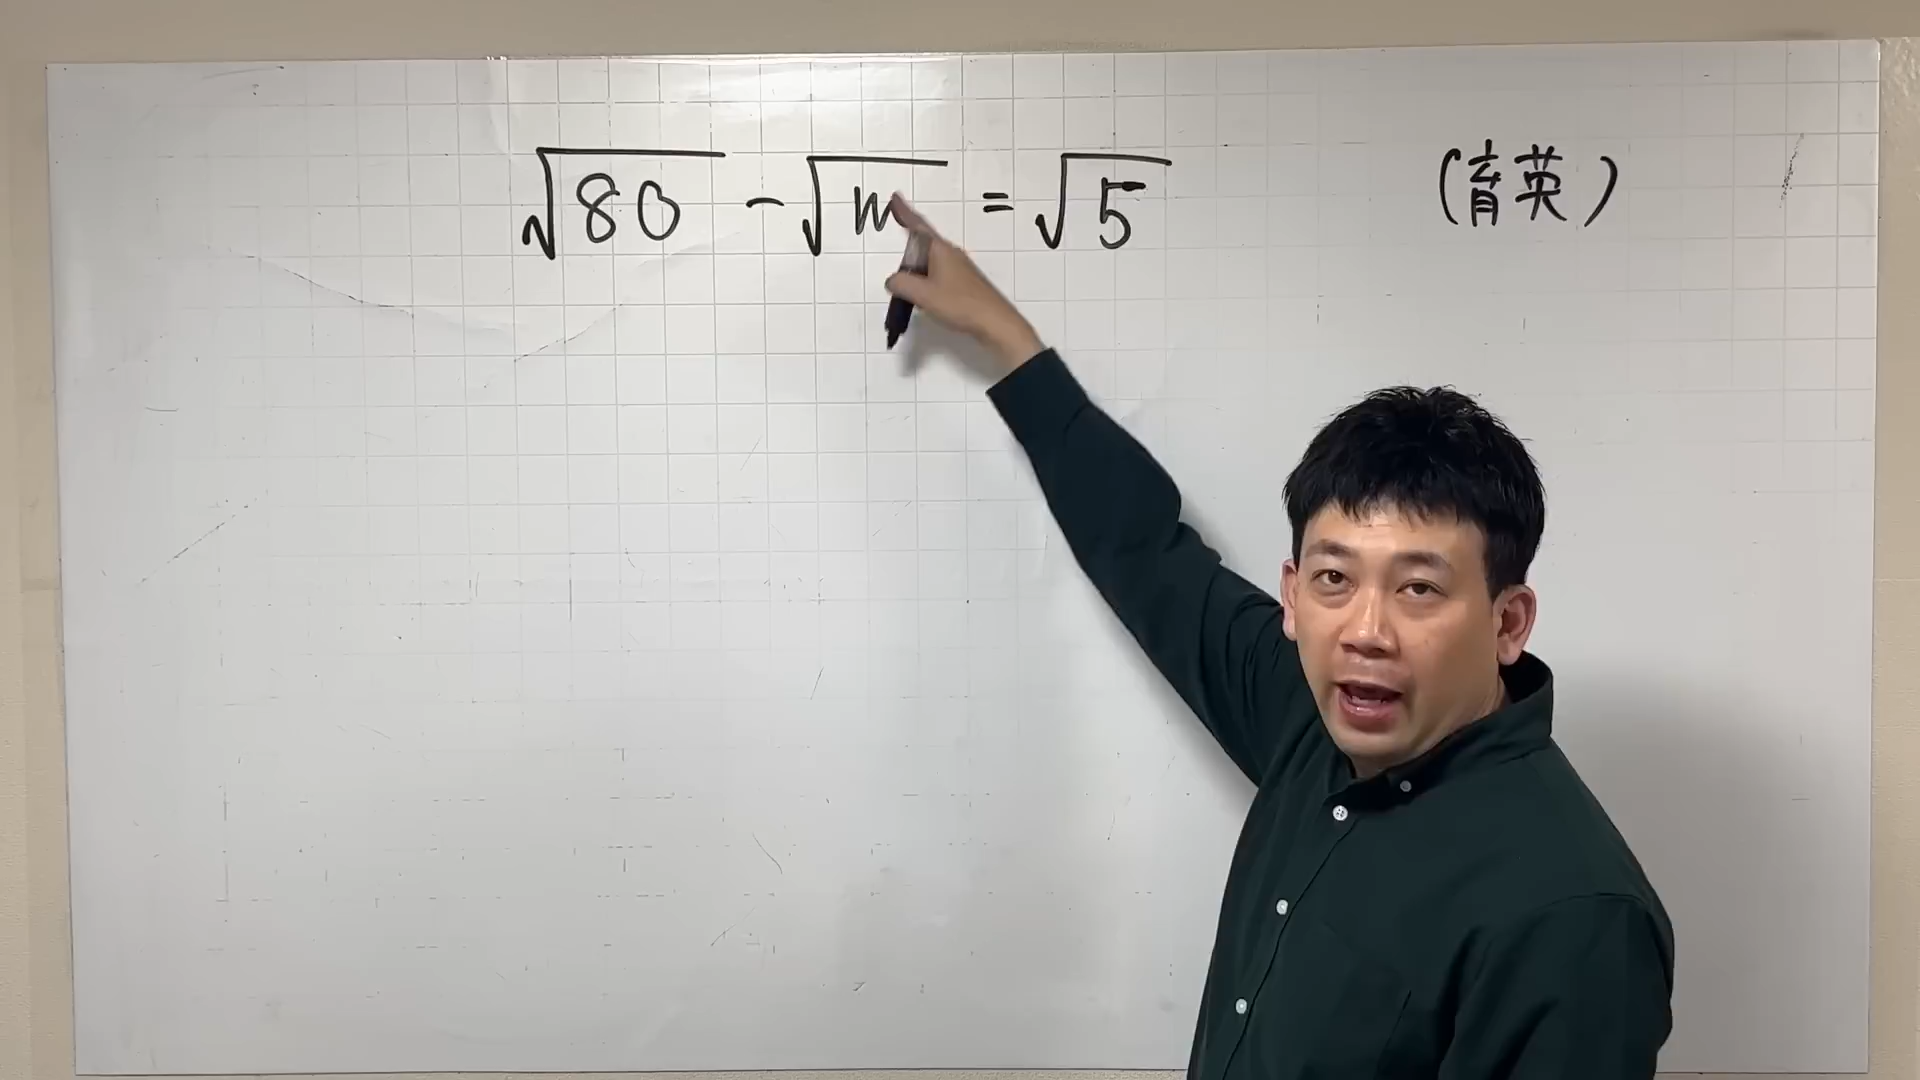 √80 - √m = √5 (育英)